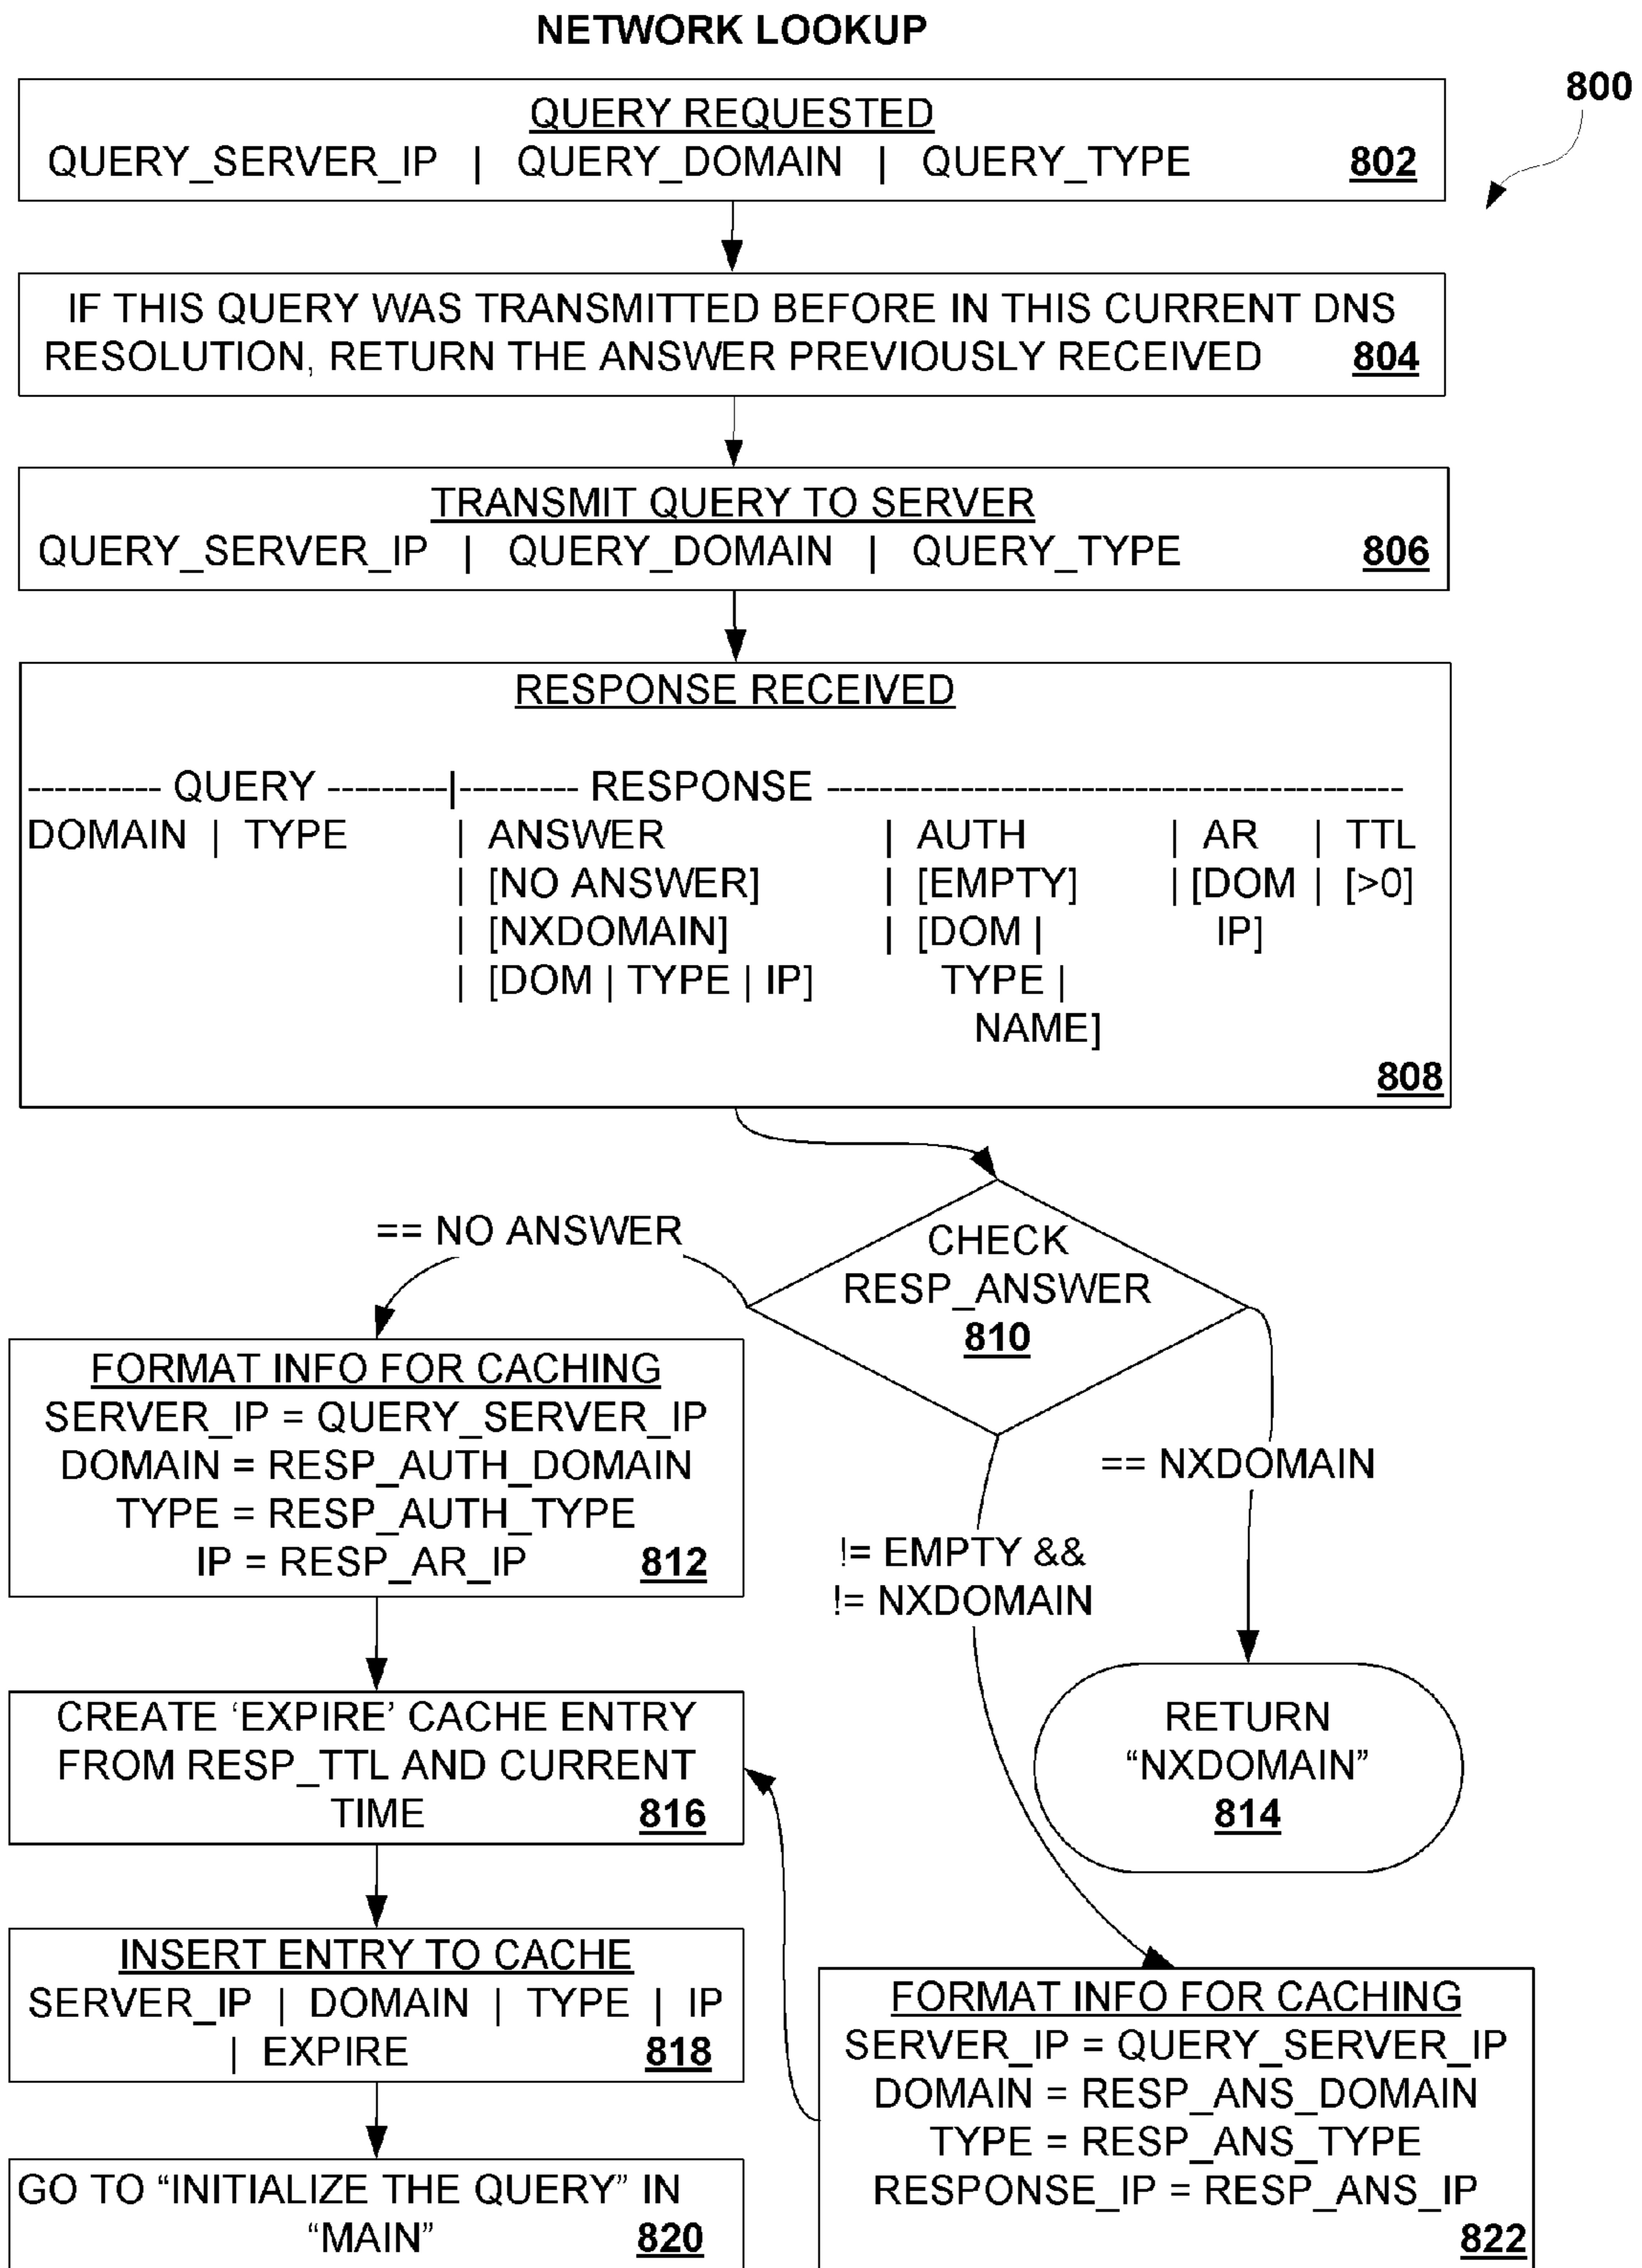 NETWORK LOOKUP
800
QUERY REQUESTED
QUERY_SERVER_IP | QUERY_DOMAIN | QUERY_TYPE 802
IF THIS QUERY WAS TRANSMITTED BEFORE IN THIS CURRENT DNS
RESOLUTION, RETURN THE ANSWER PREVIOUSLY RECEIVED 804
TRANSMIT QUERY TO SERVER
QUERY_SERVER_IP | QUERY_DOMAIN | QUERY_TYPE 806
RESPONSE RECEIVED
---------- QUERY ---------|--------- RESPONSE -------------------------------------------
DOMAIN | TYPE | ANSWER | AUTH | AR | TTL
| [NO ANSWER] | [EMPTY] | [DOM | [>0]
| [NXDOMAIN] | [DOM | IP]
| [DOM | TYPE | IP] TYPE |
NAME]
808
== NO ANSWER
CHECK
RESP_ANSWER
810
FORMAT INFO FOR CACHING
SERVER_IP = QUERY_SERVER_IP
DOMAIN = RESP_AUTH_DOMAIN
TYPE = RESP_AUTH_TYPE
IP = RESP_AR_IP 812
== NXDOMAIN
!= EMPTY &&
!= NXDOMAIN
CREATE ‘EXPIRE’ CACHE ENTRY
FROM RESP_TTL AND CURRENT
TIME 816
RETURN
“NXDOMAIN”
814
INSERT ENTRY TO CACHE
SERVER_IP | DOMAIN | TYPE | IP
| EXPIRE 818
GO TO “INITIALIZE THE QUERY” IN
“MAIN” 820
FORMAT INFO FOR CACHING
SERVER_IP = QUERY_SERVER_IP
DOMAIN = RESP_ANS_DOMAIN
TYPE = RESP_ANS_TYPE
RESPONSE_IP = RESP_ANS_IP
822